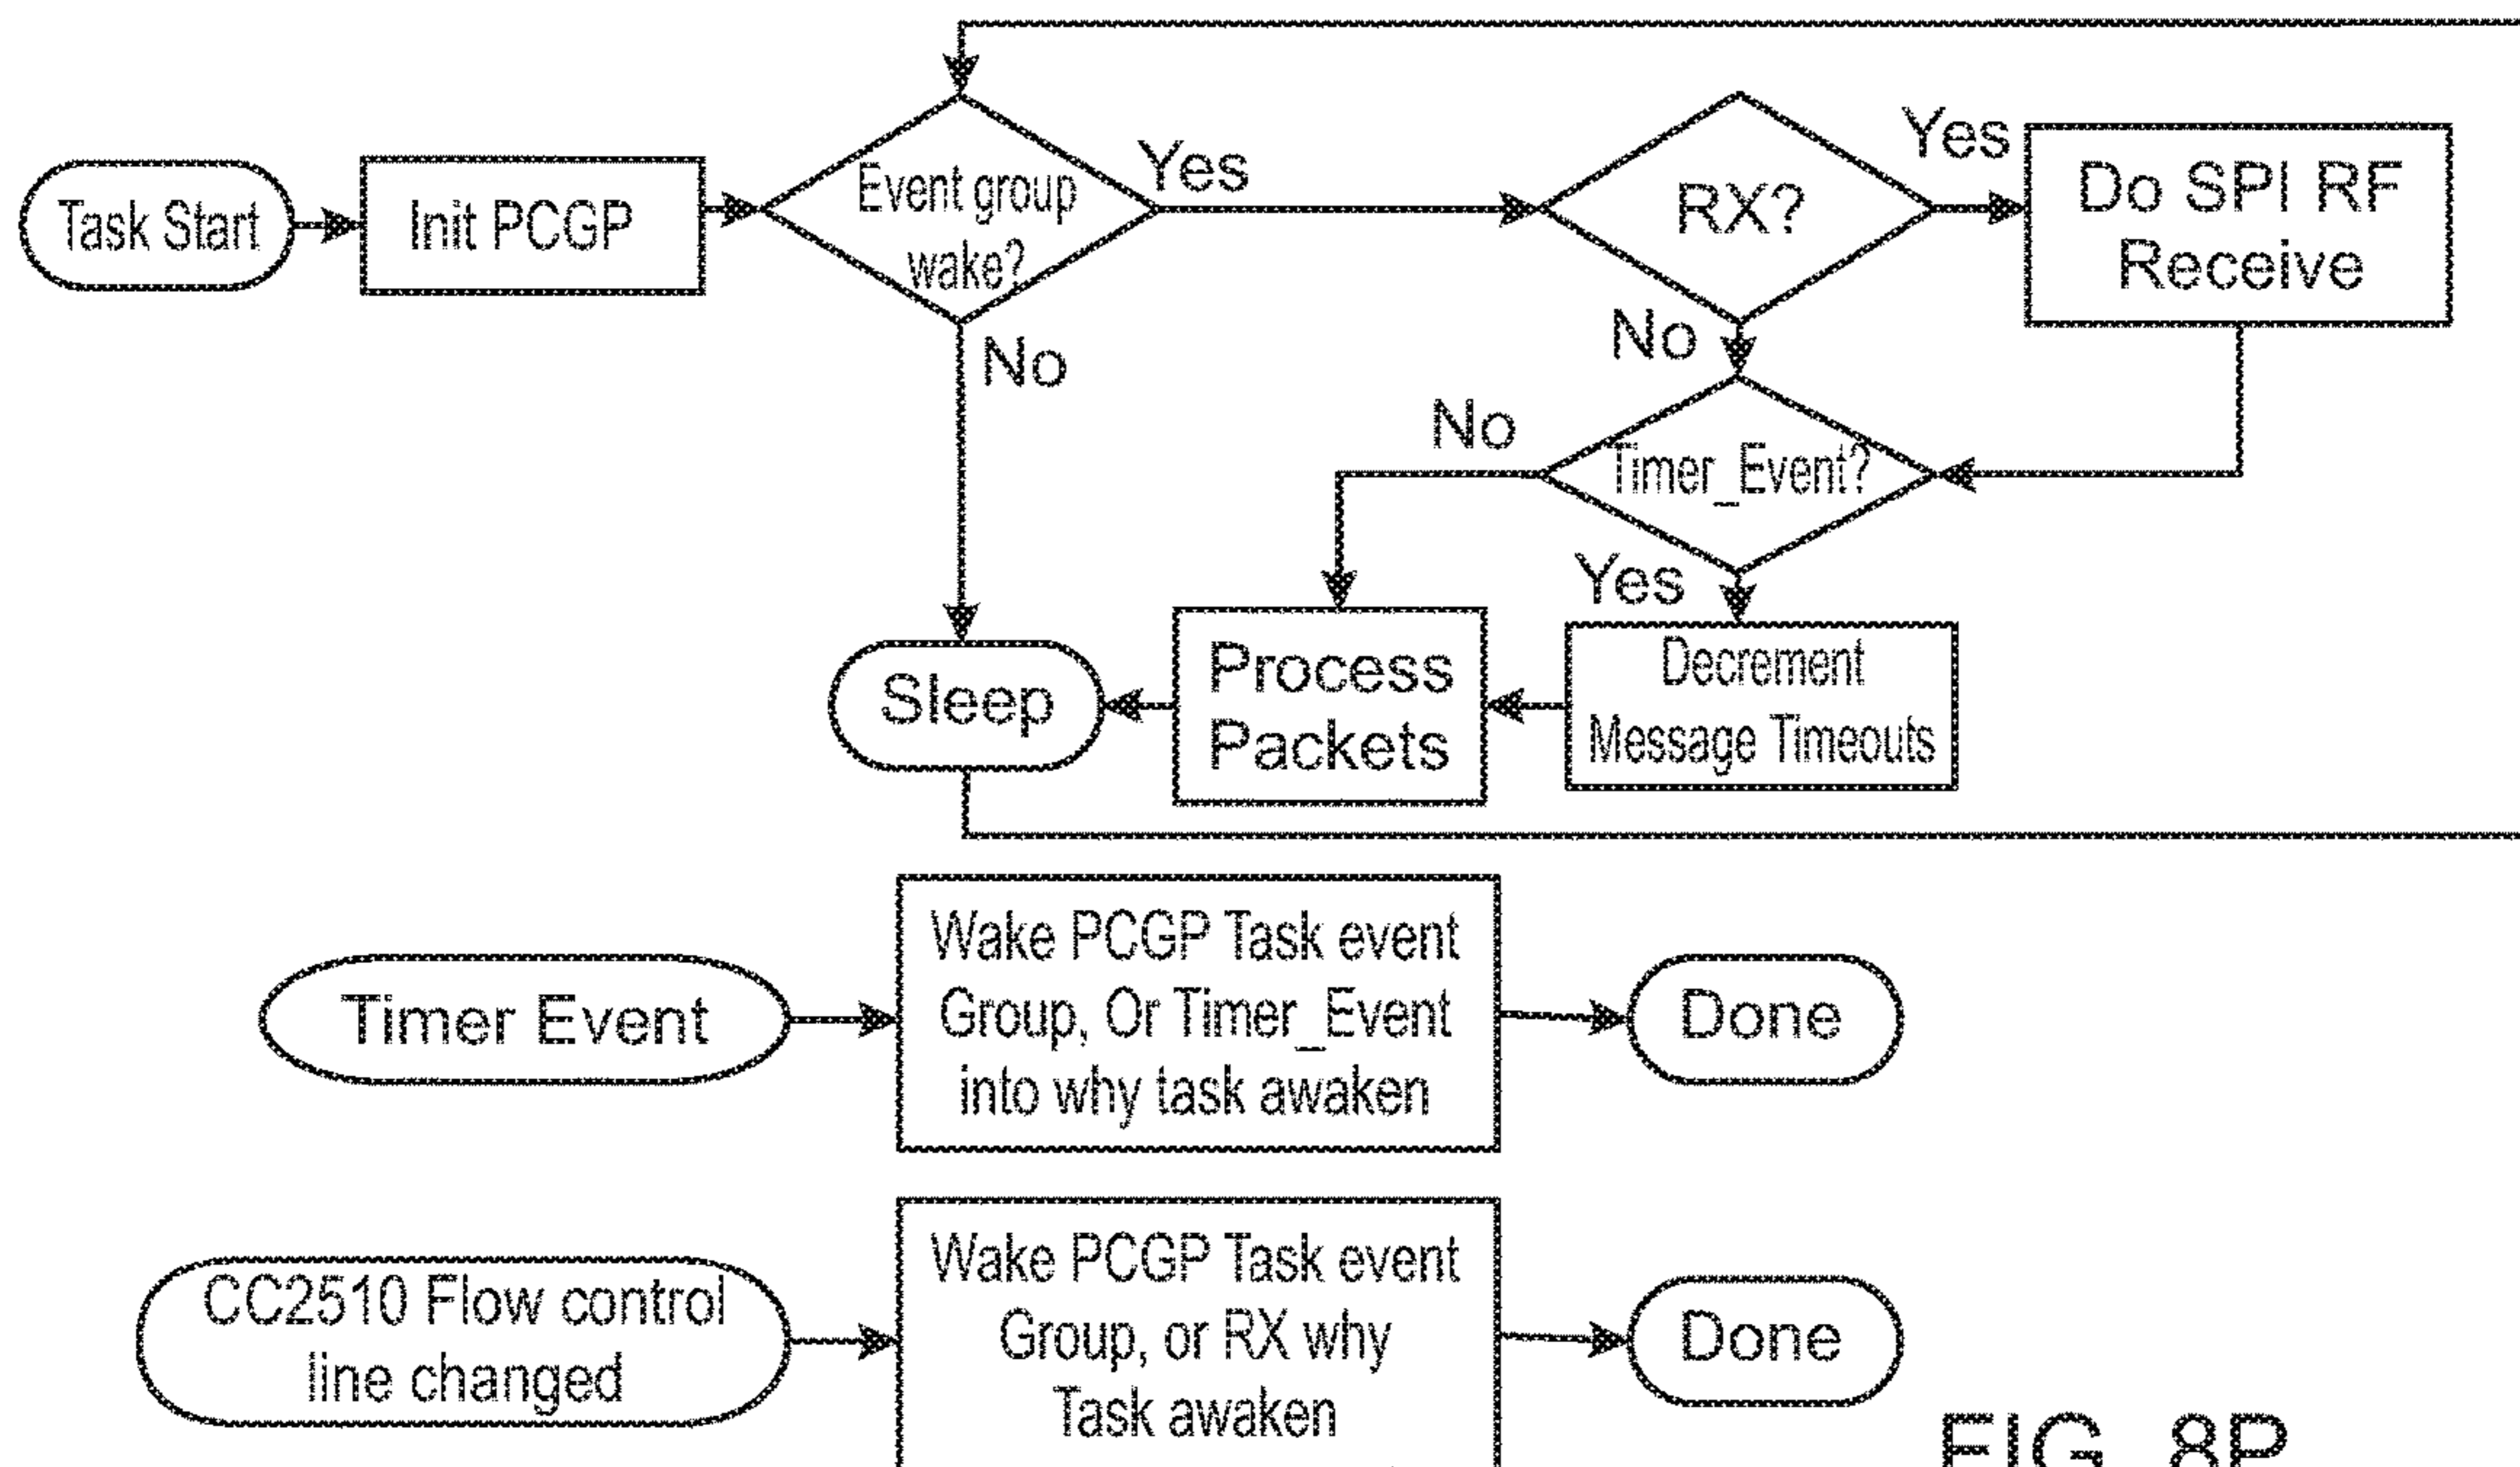 Task Start
Init PCGP
Event group
wake?
Yes
No
RX?
Yes
No
Do SPI RF
Receive
Timer_Event?
No
Yes
Decrement
Message Timeouts
Process
Packets
Sleep
Timer Event
Wake PCGP Task event
Group, Or Timer_Event
into why task awaken
Done
CC2510 Flow control
line changed
Wake PCGP Task event
Group, or RX why
Task awaken
Done
FIG. 8P